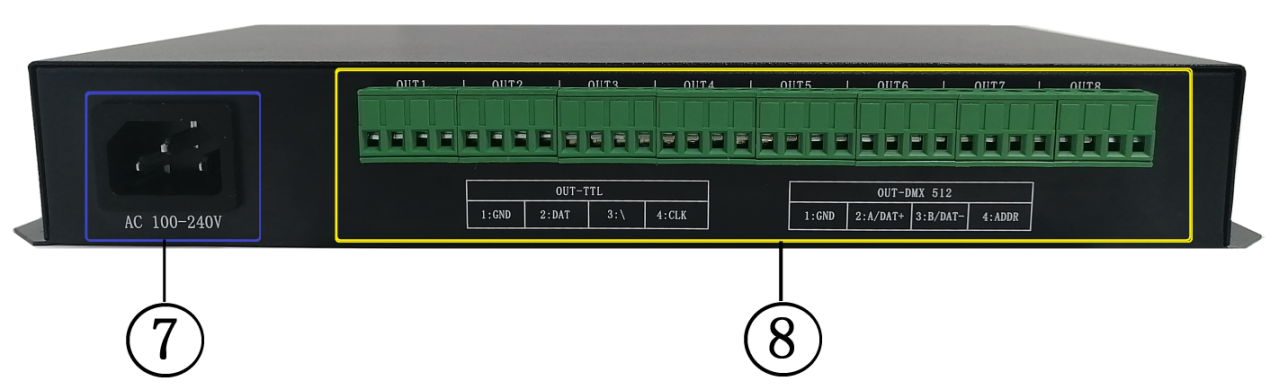 OUT1 | OUT2 | OUT3 | OUT4 | OUT5 | OUT6 | OUT7 | OUT8
AC 100-240V
OUT-TTL
1:GND 2:DAT 3:\ 4:CLK
OUT-DMX 512
1:GND 2:A/DAT+ 3:B/DAT- 4:ADDR
7
8